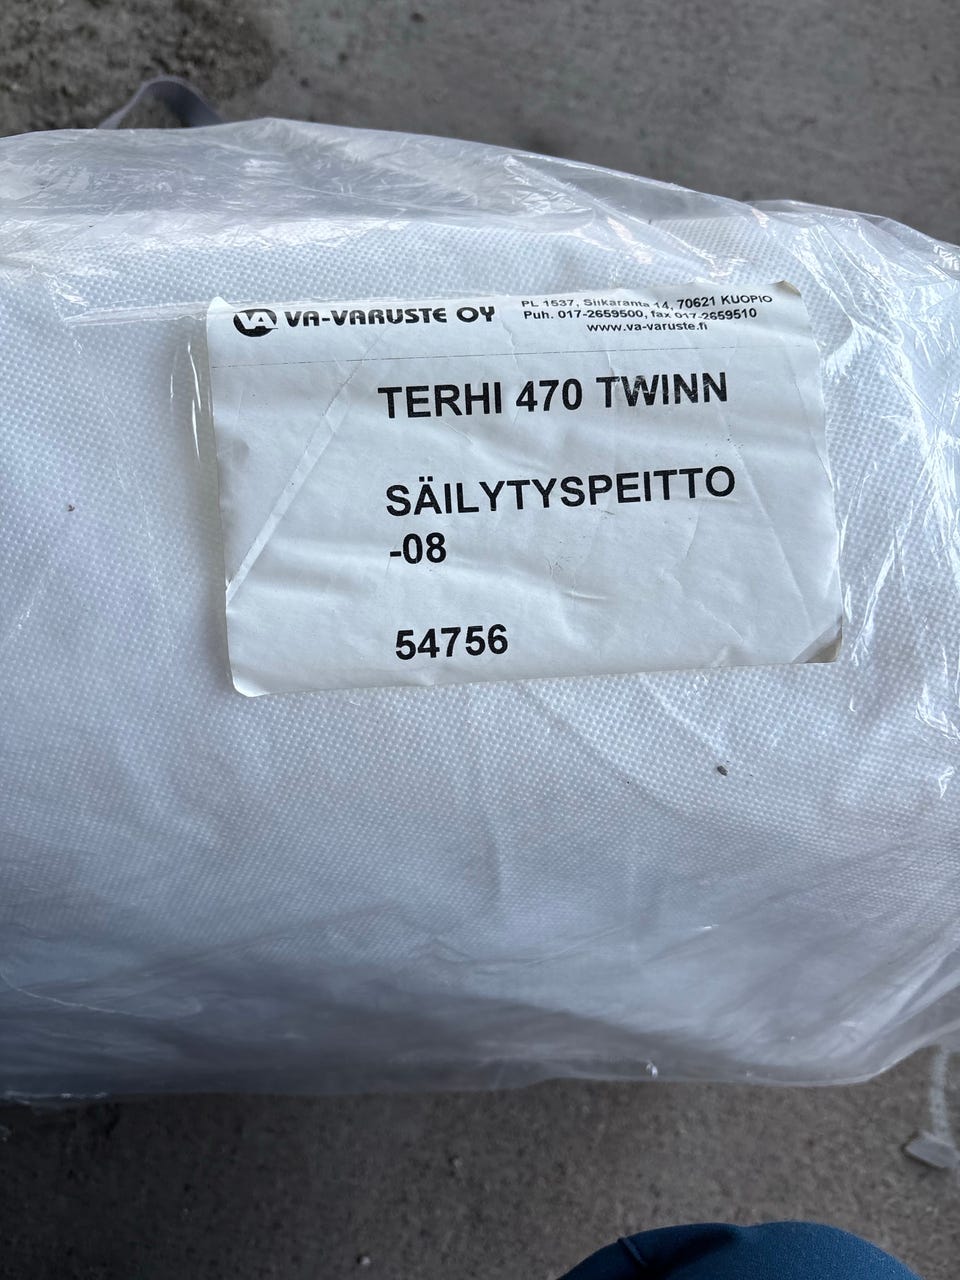 VA VA-VARUSTE OY
PL 1537, Siikaranta 14, 70621 KUOPIO
Puh. 017-2659500, fax 017-2659510
www.va-varuste.fi
TERHI 470 TWINN
SÄILYTYSPEITTO
-08
54756